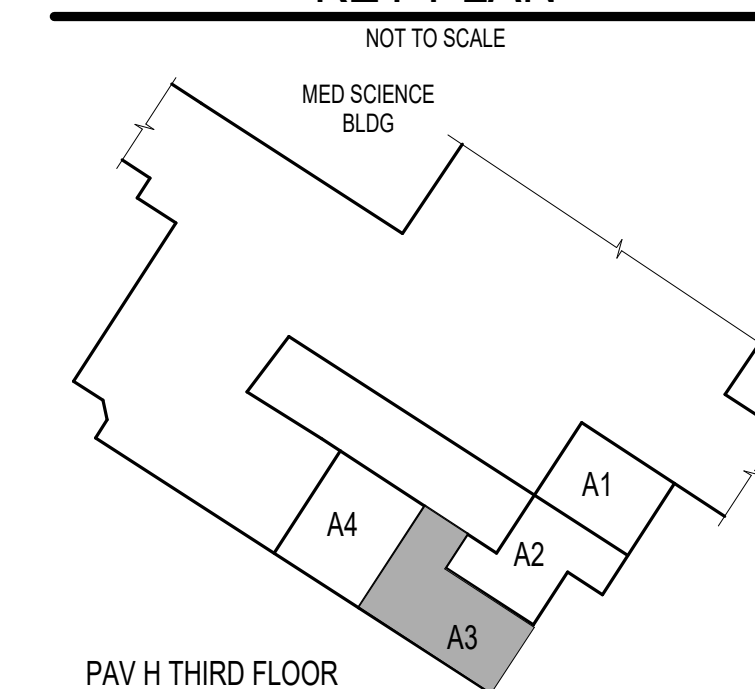 NOT TO SCALE
MED SCIENCE
BLDG
A1
A4
A2
A3
PAV H THIRD FLOOR